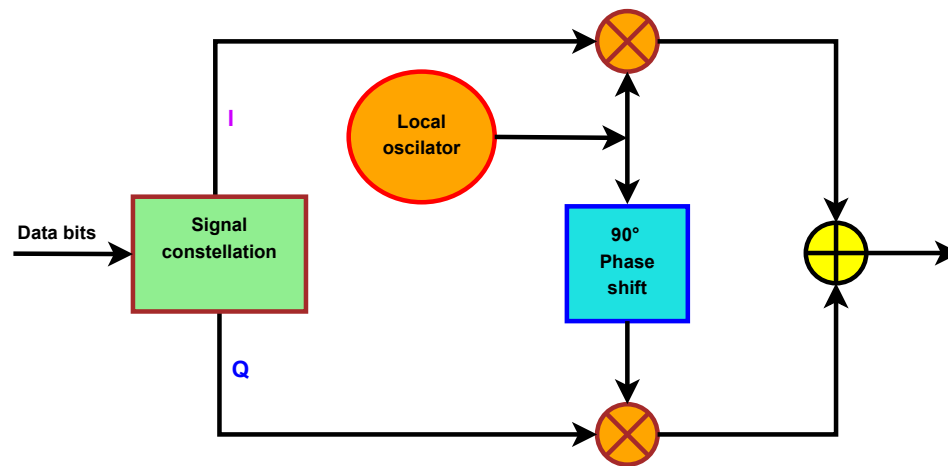 I
Local
oscilator
Data bits
Signal
constellation
90°
Phase
shift
Q